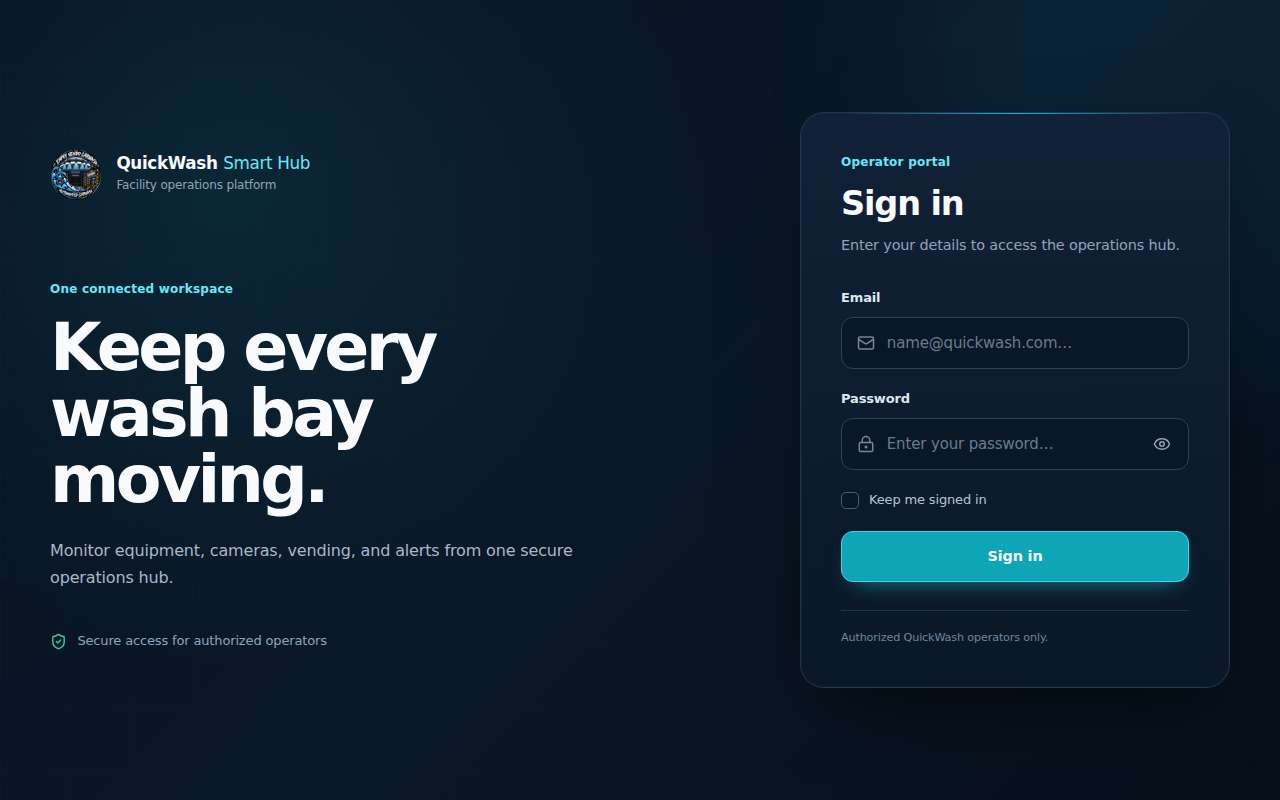 QuickWash Smart Hub
Facility operations platform
One connected workspace
Keep every
wash bay
moving.
Monitor equipment, cameras, vending, and alerts from one secure
operations hub.
Secure access for authorized operators
Operator portal
Sign in
Enter your details to access the operations hub.
Email
name@quickwash.com...
Password
Enter your password...
Keep me signed in
Sign in
Authorized QuickWash operators only.